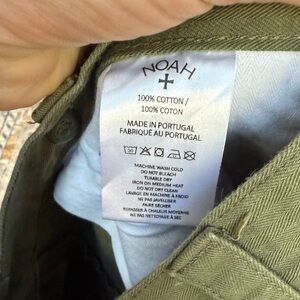 NOAH
100% COTTON /
100% COTON
MADE IN PORTUGAL
FABRIQUÉ AU PORTUGAL
MACHINE WASH COLD
DO NOT BLEACH
TUMBLE DRY
IRON ON MEDIUM HEAT
DO NOT DRY CLEAN
LAVAGE EN MACHINE A FROID
NE PAS JAVELLISER
FAIRE SÉCHER
REPASSER À CHALEUR MOYENNE
NE PAS NETTOYER À SEC